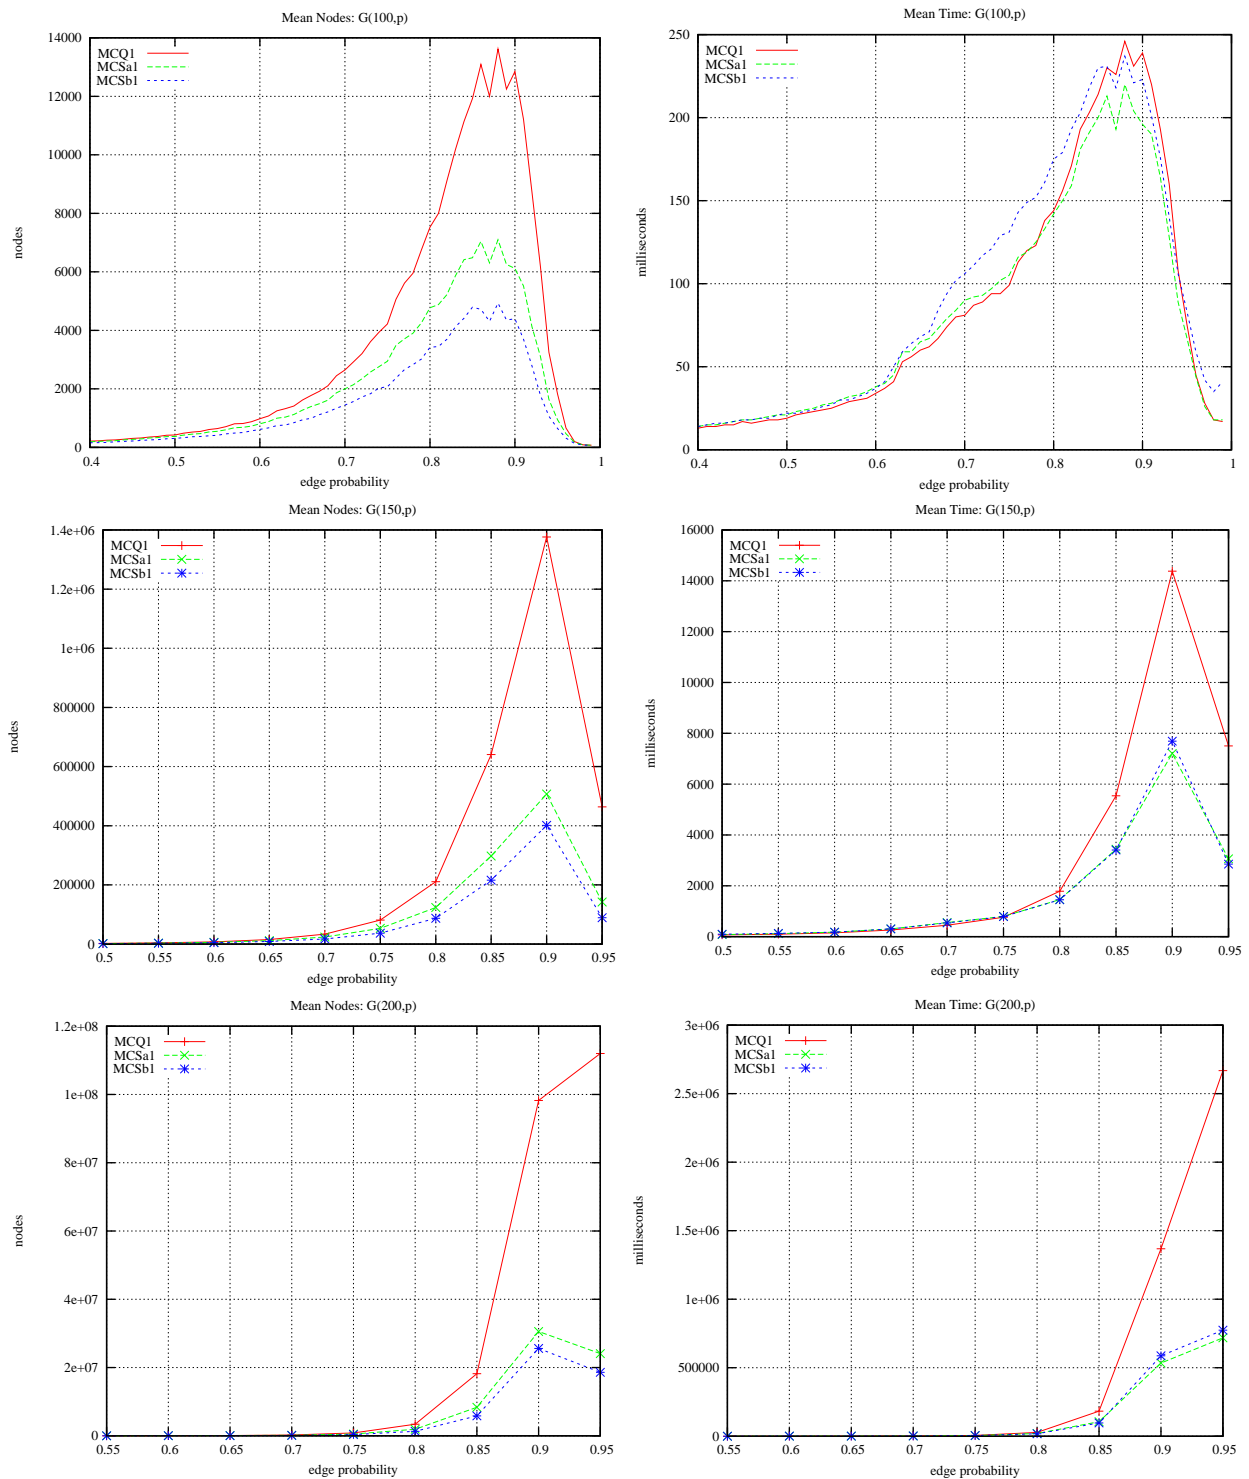 Mean Nodes: G(100,p)
14000
12000
10000
8000
6000
4000
2000
0
nodes
MCQ1
MCSa1
MCSb1
0.4 0.5 0.6 0.7 0.8 0.9 1
edge probability
Mean Time: G(100,p)
250
200
150
100
50
0
milliseconds
MCQ1
MCSa1
MCSb1
0.4 0.5 0.6 0.7 0.8 0.9 1
edge probability
Mean Nodes: G(150,p)
1.4e+06
1.2e+06
1e+06
800000
600000
400000
200000
0
nodes
MCQ1
MCSa1
MCSb1
0.5 0.55 0.6 0.65 0.7 0.75 0.8 0.85 0.9 0.95
edge probability
Mean Time: G(150,p)
16000
14000
12000
10000
8000
6000
4000
2000
0
milliseconds
MCQ1
MCSa1
MCSb1
0.5 0.55 0.6 0.65 0.7 0.75 0.8 0.85 0.9 0.95
edge probability
Mean Nodes: G(200,p)
1.2e+08
1e+08
8e+07
6e+07
4e+07
2e+07
0
nodes
MCQ1
MCSa1
MCSb1
0.55 0.6 0.65 0.7 0.75 0.8 0.85 0.9 0.95
edge probability
Mean Time: G(200,p)
3e+06
2.5e+06
2e+06
1.5e+06
1e+06
500000
0
milliseconds
MCQ1
MCSa1
MCSb1
0.55 0.6 0.65 0.7 0.75 0.8 0.85 0.9 0.95
edge probability